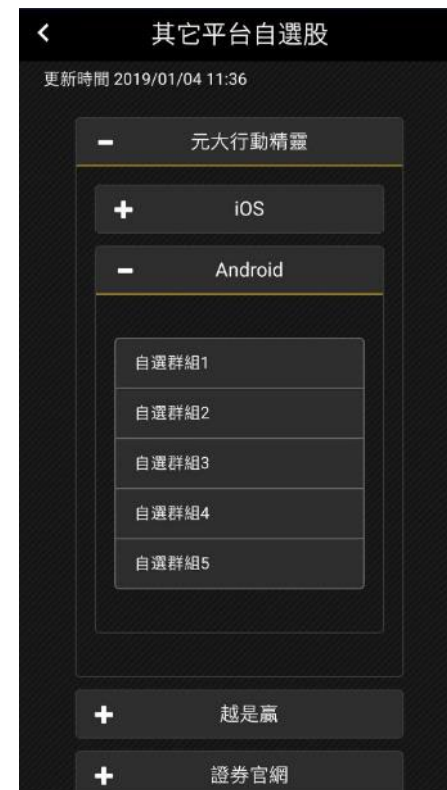 其它平台自選股
更新時間 2019/01/04 11:36
元大行動精靈
iOS
Android
自選群組1
自選群組2
自選群組3
自選群組4
自選群組5
越是贏
證券官網